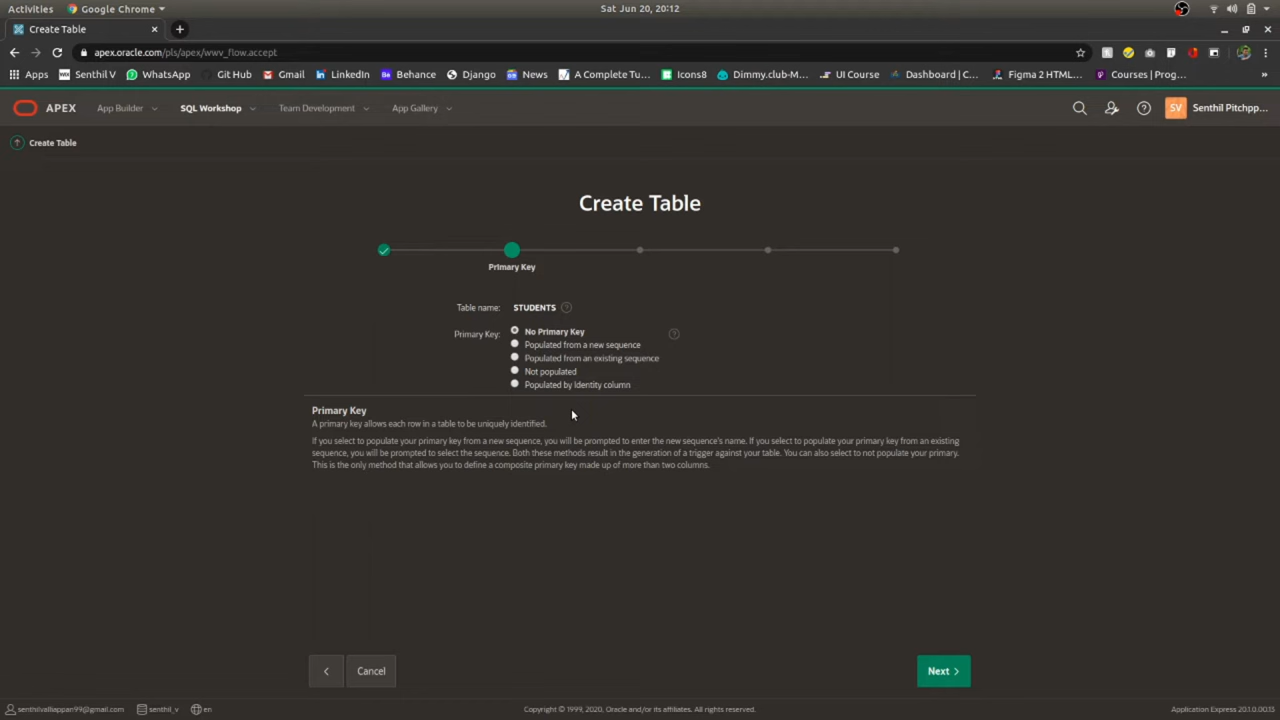 Activities
Google Chrome
Sat Jun 20, 20:12
Create Table
apex.oracle.com/pls/apex/wwv_flow.accept
Apps
Senthil V
WhatsApp
Git Hub
Gmail
LinkedIn
Behance
Django
News
A Complete Tu...
Icons8
Dimmy.club-M...
UI Course
Dashboard | C...
Figma 2 HTML...
Courses | Prog...
»
APEX
App Builder
SQL Workshop
Team Development
App Gallery
SV
Senthil Pitchpp...
Create Table
Create Table
Primary Key
Table name: STUDENTS
Primary Key:
No Primary Key
Populated from a new sequence
Populated from an existing sequence
Not populated
Populated by Identity column
Primary Key
A primary key allows each row in a table to be uniquely identified.
If you select to populate your primary key from a new sequence, you will be prompted to enter the new sequence's name. If you select to populate your primary key from an existing
sequence, you will be prompted to select the sequence. Both these methods result in the generation of a trigger against your table. You can also select to not populate your primary.
This is the only method that allows you to define a composite primary key made up of more than two columns.
Cancel
Next
senthilvalliappan99@gmail.com
senthil_v
en
Copyright © 1999, 2020, Oracle and/or its affiliates. All rights reserved.
Application Express 20.1.0.00.13